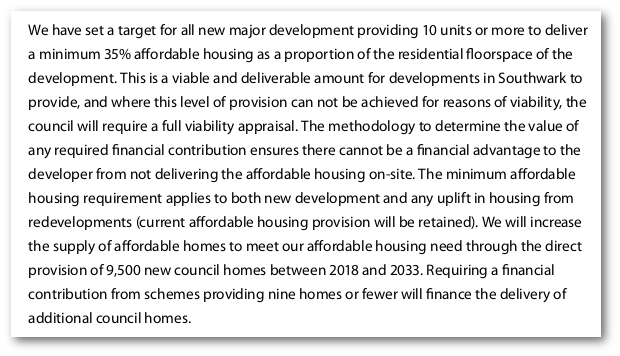 We have set a target for all new major development providing 10 units or more to deliver
a minimum 35% affordable housing as a proportion of the residential floorspace of the
development. This is a viable and deliverable amount for developments in Southwark to
provide, and where this level of provision can not be achieved for reasons of viability, the
council will require a full viability appraisal. The methodology to determine the value of
any required financial contribution ensures there cannot be a financial advantage to the
developer from not delivering the affordable housing on-site. The minimum affordable
housing requirement applies to both new development and any uplift in housing from
redevelopments (current affordable housing provision will be retained). We will increase
the supply of affordable homes to meet our affordable housing need through the direct
provision of 9,500 new council homes between 2018 and 2033. Requiring a financial
contribution from schemes providing nine homes or fewer will finance the delivery of
additional council homes.